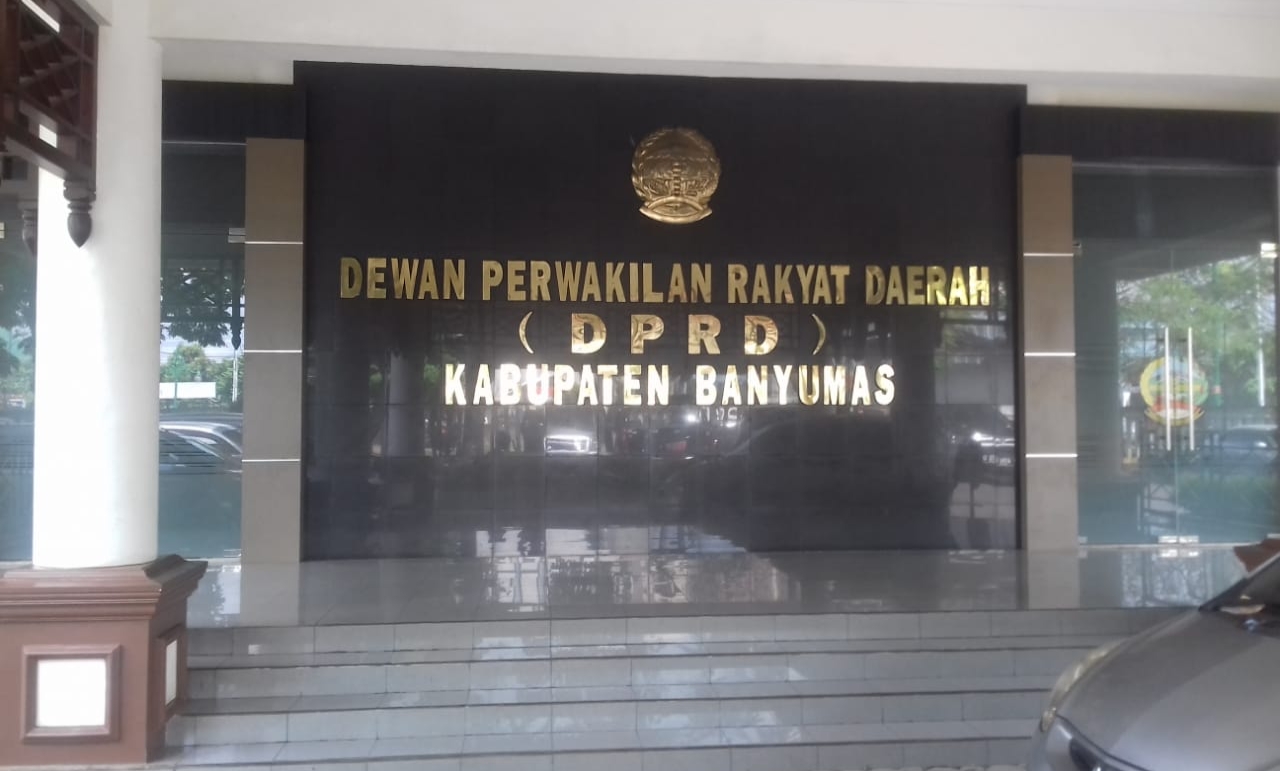 DEWAN PERWAKILAN RAKYAT DAERAH
( DPRD )
KABUPATEN BANYUMAS